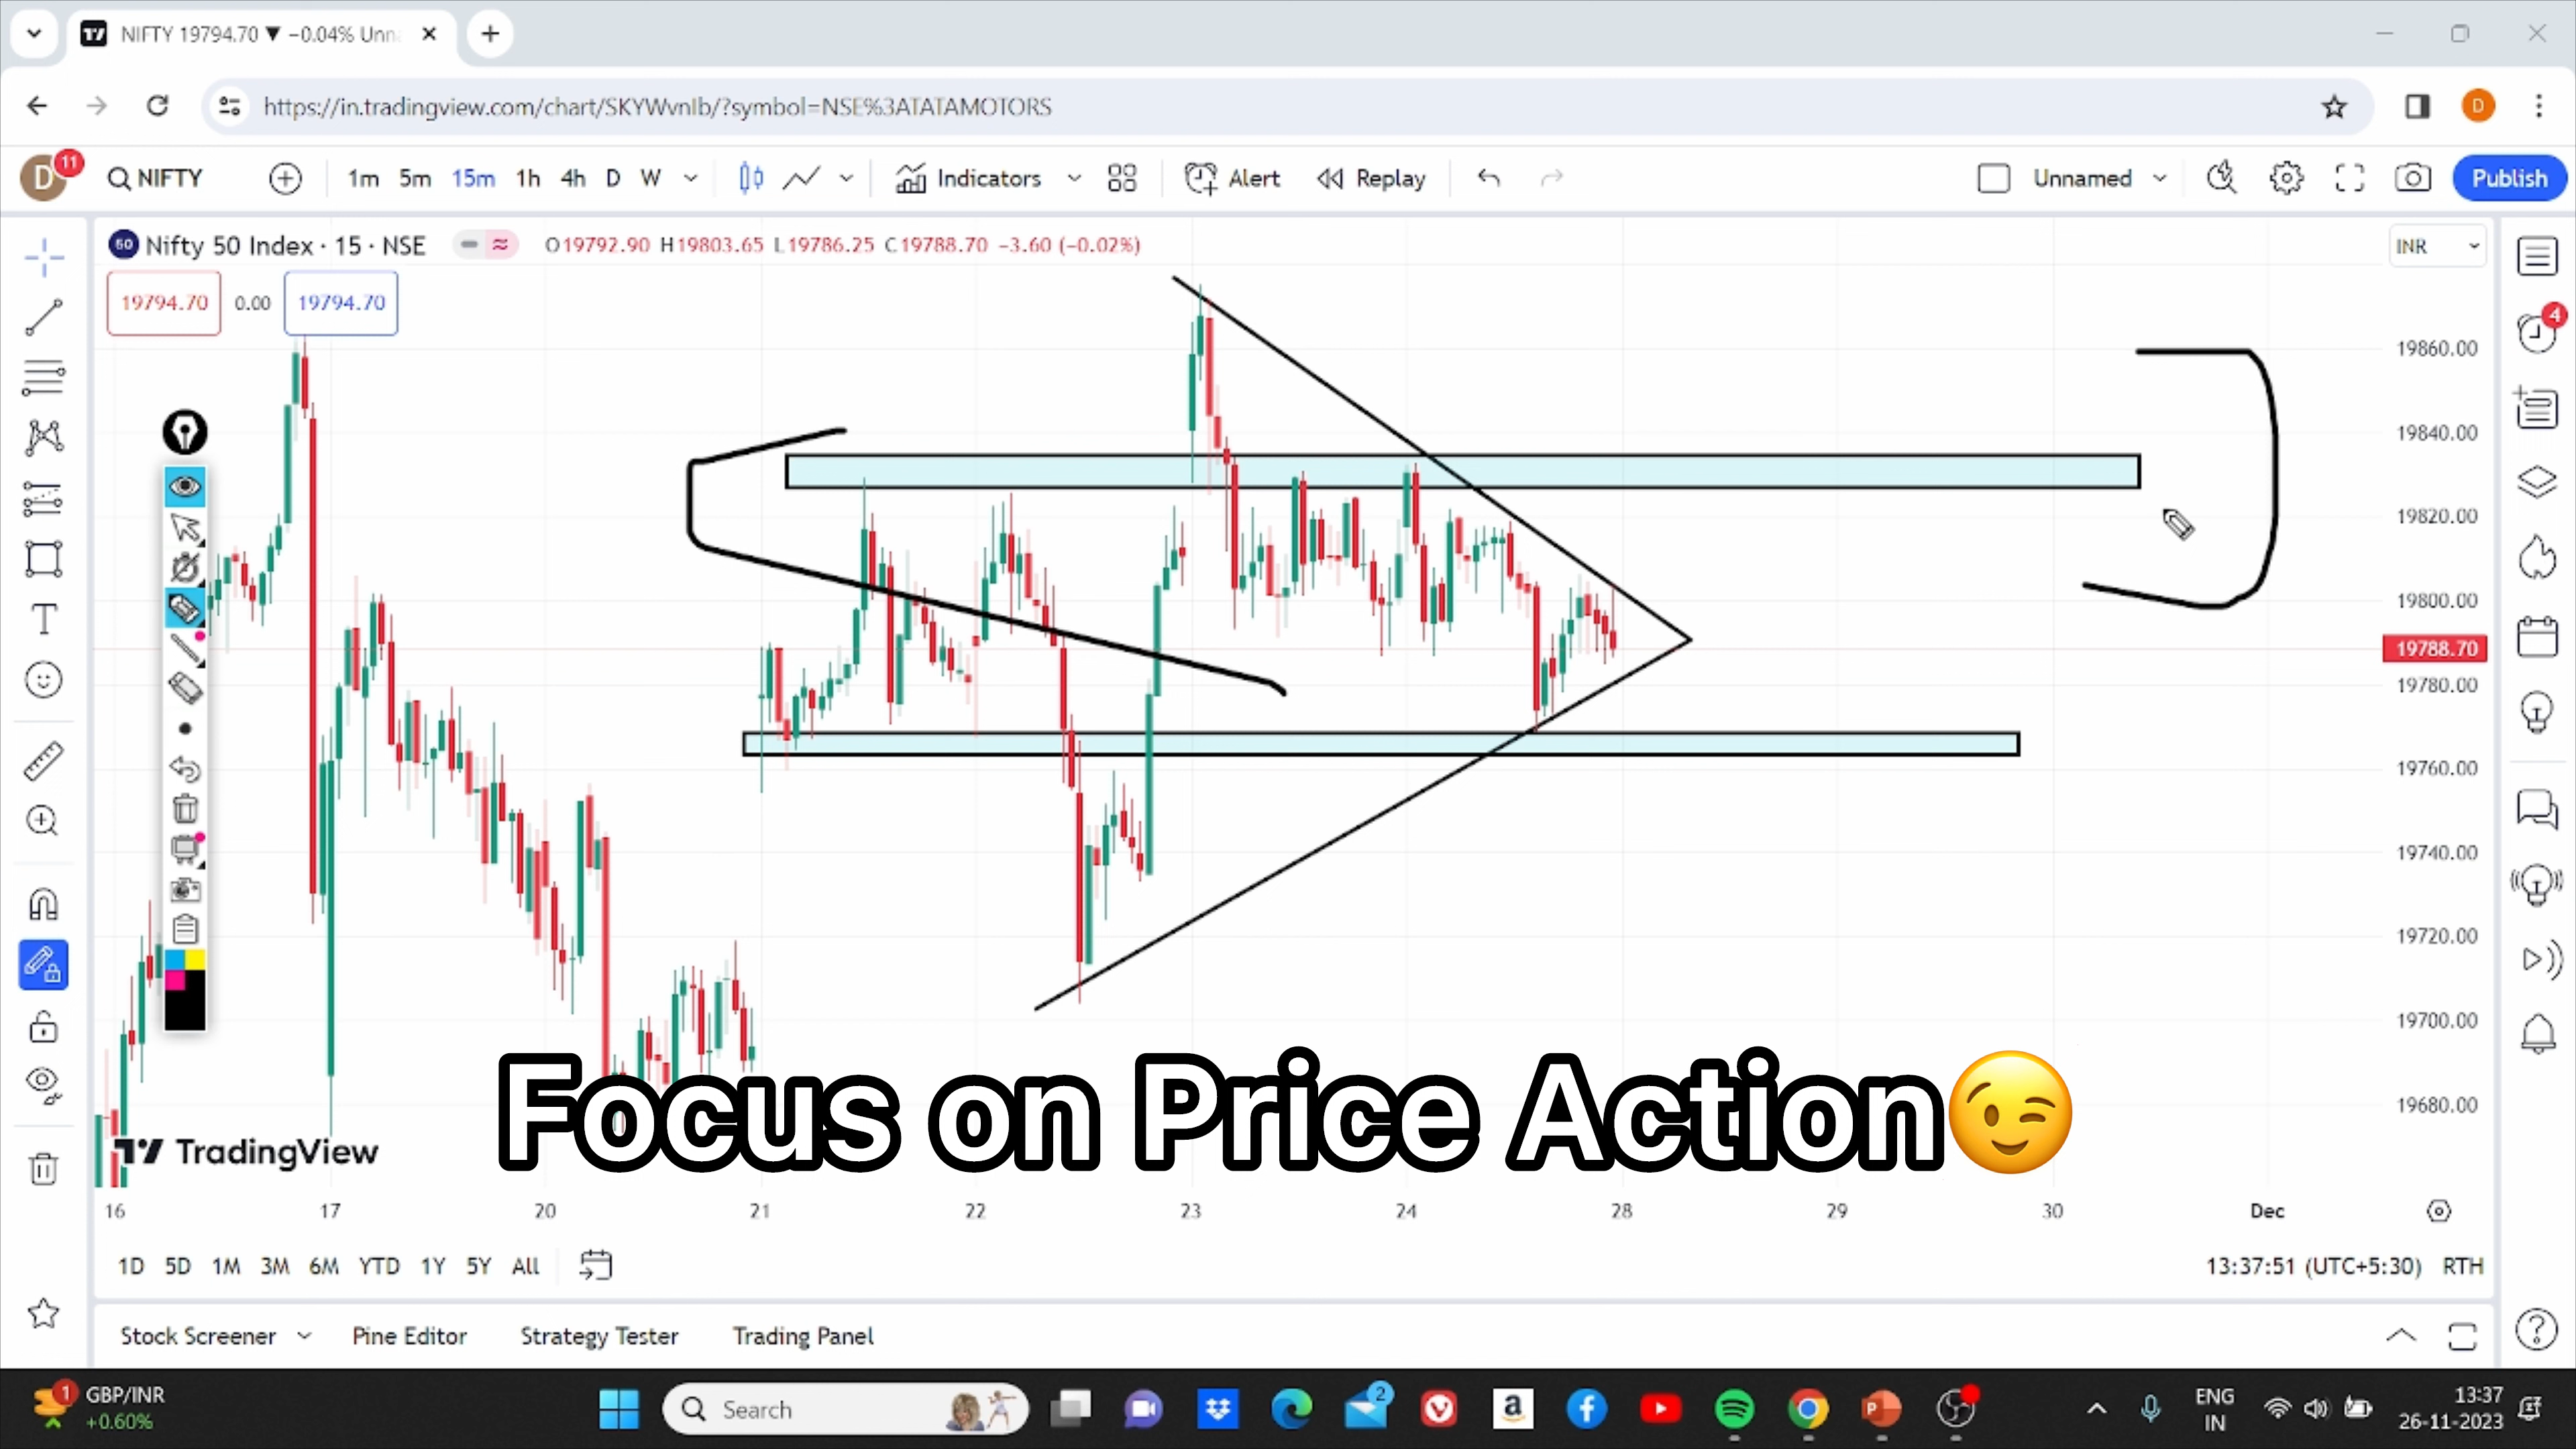 NIFTY 19794.70 ▼ −0.04% Unn
https://in.tradingview.com/chart/SKYWvnIb/?symbol=NSE%3ATATAMOTORS
D
D 11 NIFTY 1m 5m 15m 1h 4h D W Indicators Alert Replay Unnamed Publish
50 Nifty 50 Index · 15 · NSE O19792.90 H19803.65 L19786.25 C19788.70 −3.60 (−0.02%)
INR
19794.70 0.00 19794.70
4
19860.00
19840.00
19820.00
19800.00
19788.70
19780.00
19760.00
19740.00
19720.00
19700.00
19680.00
Focus on Price Action😉
TradingView
16 17 20 21 22 23 24 28 29 30 Dec
1D 5D 1M 3M 6M YTD 1Y 5Y All
13:37:51 (UTC+5:30) RTH
Stock Screener Pine Editor Strategy Tester Trading Panel
1 GBP/INR
+0.60%
Search
2
ENG
IN
13:37
26-11-2023